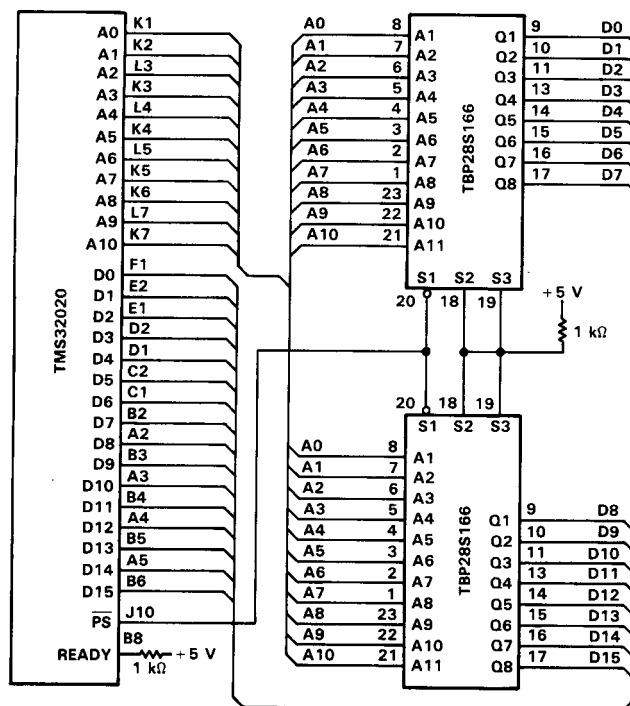 TMS32020
A0 K1
A1 K2
A2 L3
A3 K3
A4 L4
A5 K4
A6 L5
A7 K5
A8 K6
A9 L7
A10 K7
D0 F1
D1 E2
D2 E1
D3 D2
D4 D1
D5 C2
D6 C1
D7 B2
D8 A2
D9 B3
D10 A3
D11 B4
D12 A4
D13 B5
D14 A5
D15 B6
PS J10
READY B8
1 kΩ +5 V
TBP28S166
A0 8 A1
A1 7 A2
A2 6 A3
A3 5 A4
A4 4 A5
A5 3 A6
A6 2 A7
A7 1 A8
A8 23 A9
A9 22 A10
A10 21 A11
Q1 9 D0
Q2 10 D1
Q3 11 D2
Q4 13 D3
Q5 14 D4
Q6 15 D5
Q7 16 D6
Q8 17 D7
S1 S2 S3
20 18 19
+5 V
1 kΩ
20 18 19
S1 S2 S3
TBP28S166
A0 8 A1
A1 7 A2
A2 6 A3
A3 5 A4
A4 4 A5
A5 3 A6
A6 2 A7
A7 1 A8
A8 23 A9
A9 22 A10
A10 21 A11
Q1 9 D8
Q2 10 D9
Q3 11 D10
Q4 13 D11
Q5 14 D12
Q6 15 D13
Q7 16 D14
Q8 17 D15